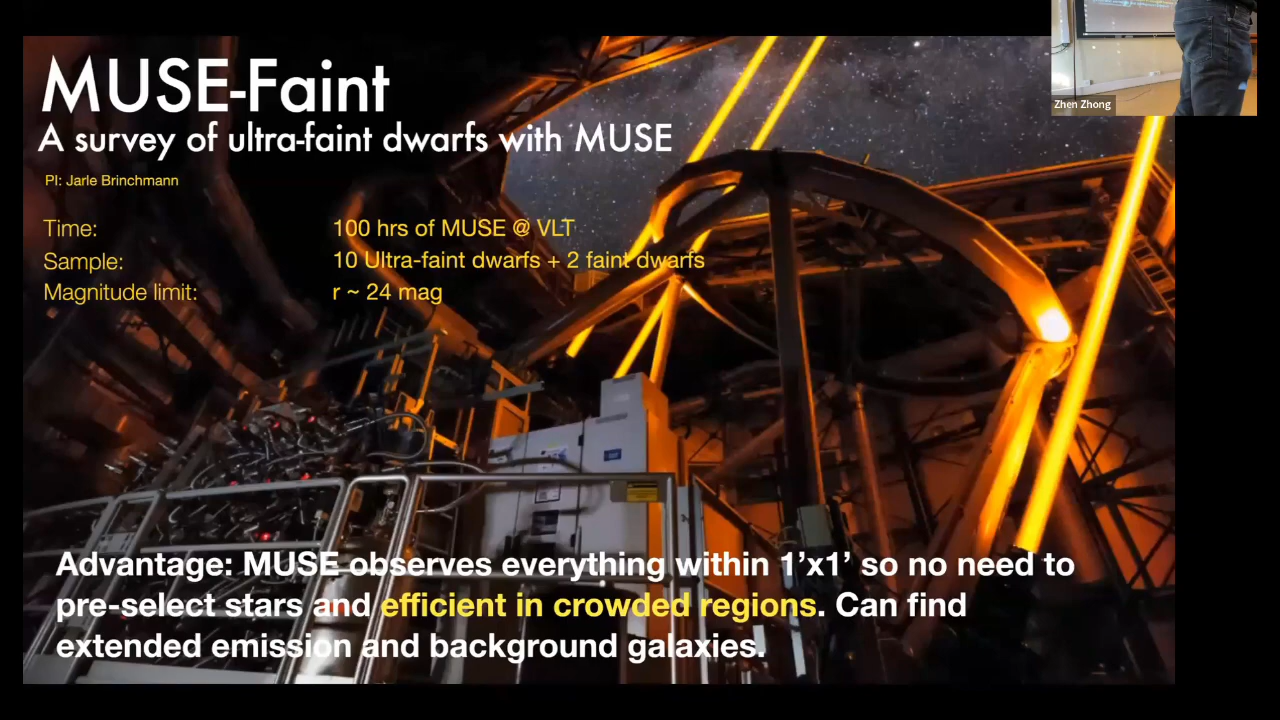 MUSE-Faint
A survey of ultra-faint dwarfs with MUSE
PI: Jarle Brinchmann
Time: 100 hrs of MUSE @ VLT
Sample: 10 Ultra-faint dwarfs + 2 faint dwarfs
Magnitude limit: r ~ 24 mag
Advantage: MUSE observes everything within 1’x1’ so no need to
pre-select stars and efficient in crowded regions. Can find
extended emission and background galaxies.
Zhen Zhong